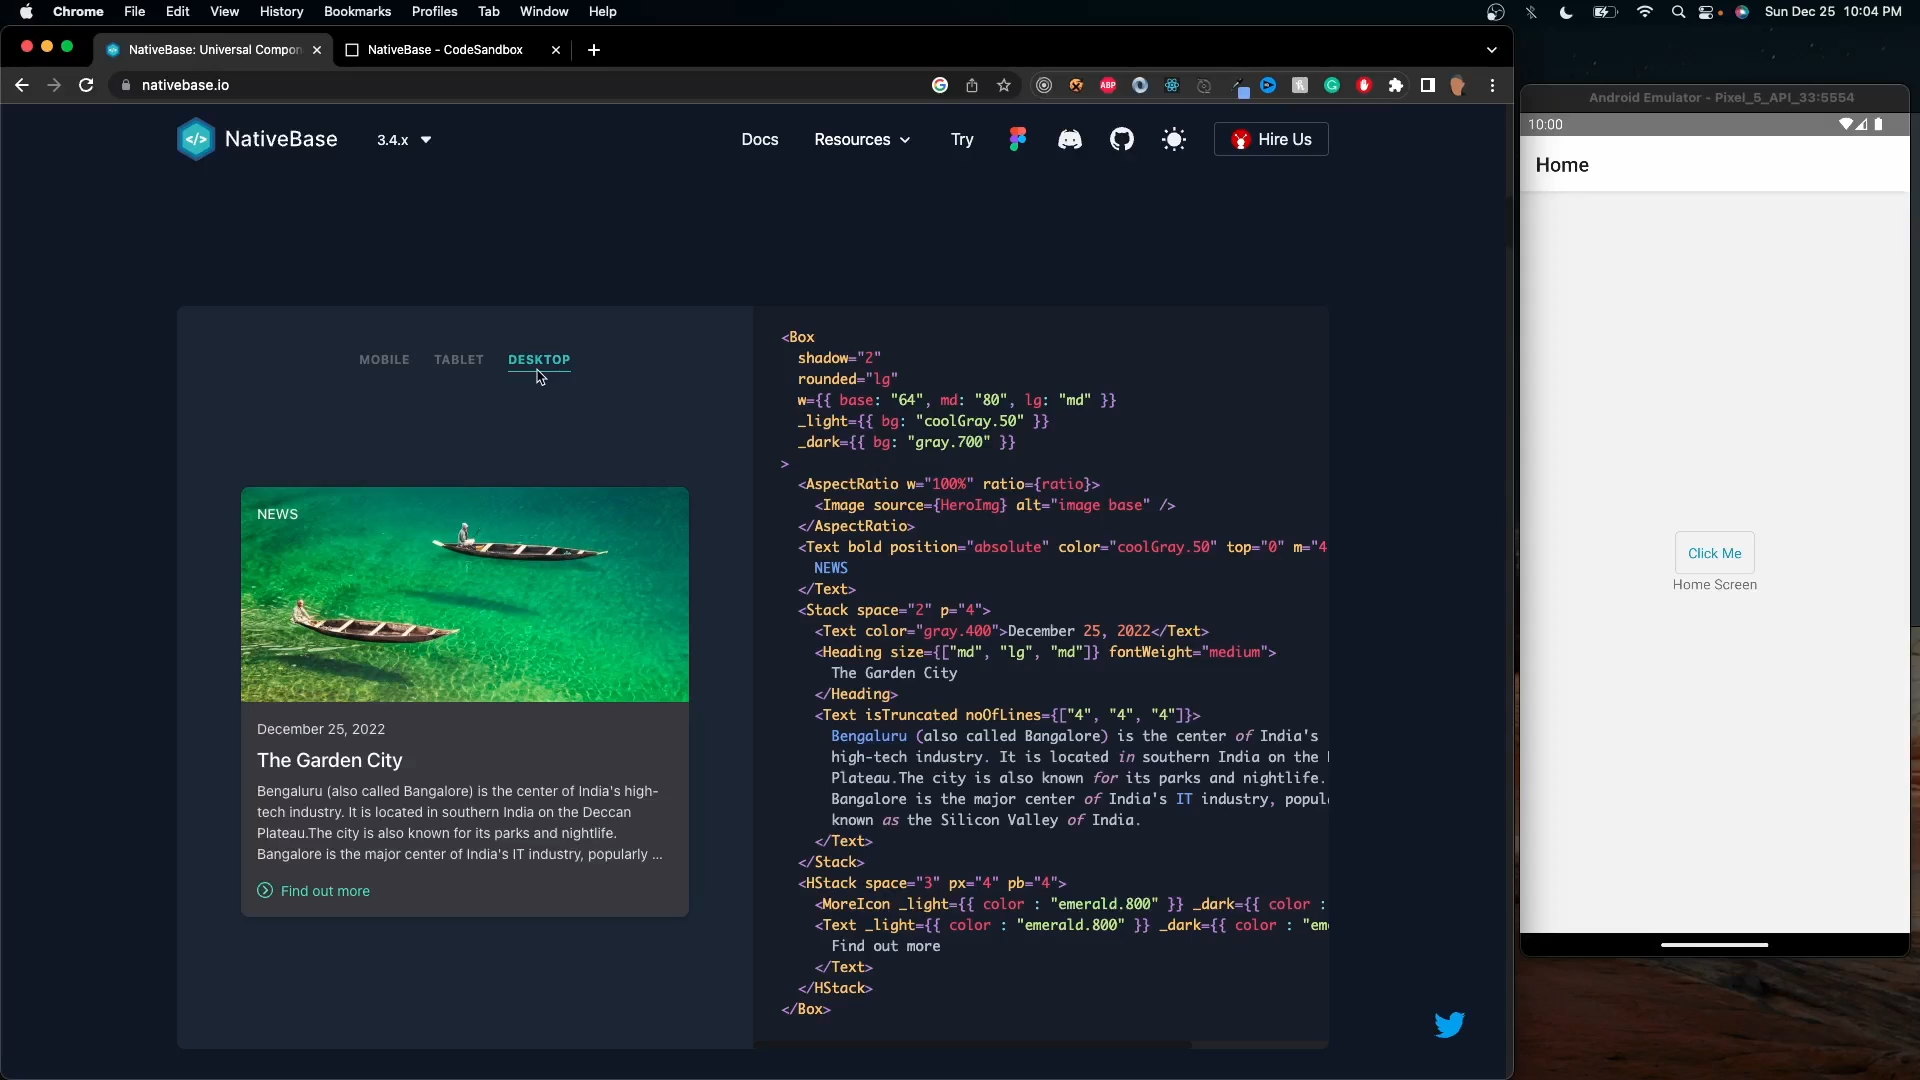 Chrome File Edit View History Bookmarks Profiles Tab Window Help
Sun Dec 25 10:04 PM
NativeBase: Universal Compon
NativeBase - CodeSandbox
nativebase.io
ABP
NativeBase
3.4.x
Docs
Resources
Try
Hire Us
MOBILE TABLET DESKTOP
NEWS
December 25, 2022
The Garden City
Bengaluru (also called Bangalore) is the center of India's high-
tech industry. It is located in southern India on the Deccan
Plateau.The city is also known for its parks and nightlife.
Bangalore is the major center of India's IT industry, popularly ...
Find out more
<Box
shadow="2"
rounded="lg"
w={{ base: "64", md: "80", lg: "md" }}
_light={{ bg: "coolGray.50" }}
_dark={{ bg: "gray.700" }}
>
<AspectRatio w="100%" ratio={ratio}>
<Image source={HeroImg} alt="image base" />
</AspectRatio>
<Text bold position="absolute" color="coolGray.50" top="0" m="4
NEWS
</Text>
<Stack space="2" p="4">
<Text color="gray.400">December 25, 2022</Text>
<Heading size={["md", "lg", "md"]} fontWeight="medium">
The Garden City
</Heading>
<Text isTruncated noOfLines={["4", "4", "4"]}>
Bengaluru (also called Bangalore) is the center of India's
high-tech industry. It is located in southern India on the
Plateau.The city is also known for its parks and nightlife.
Bangalore is the major center of India's IT industry, popul
known as the Silicon Valley of India.
</Text>
</Stack>
<HStack space="3" px="4" pb="4">
<MoreIcon _light={{ color : "emerald.800" }} _dark={{ color :
<Text _light={{ color : "emerald.800" }} _dark={{ color : "em
Find out more
</Text>
</HStack>
</Box>
Android Emulator - Pixel_5_API_33:5554
10:00
Home
Click Me
Home Screen